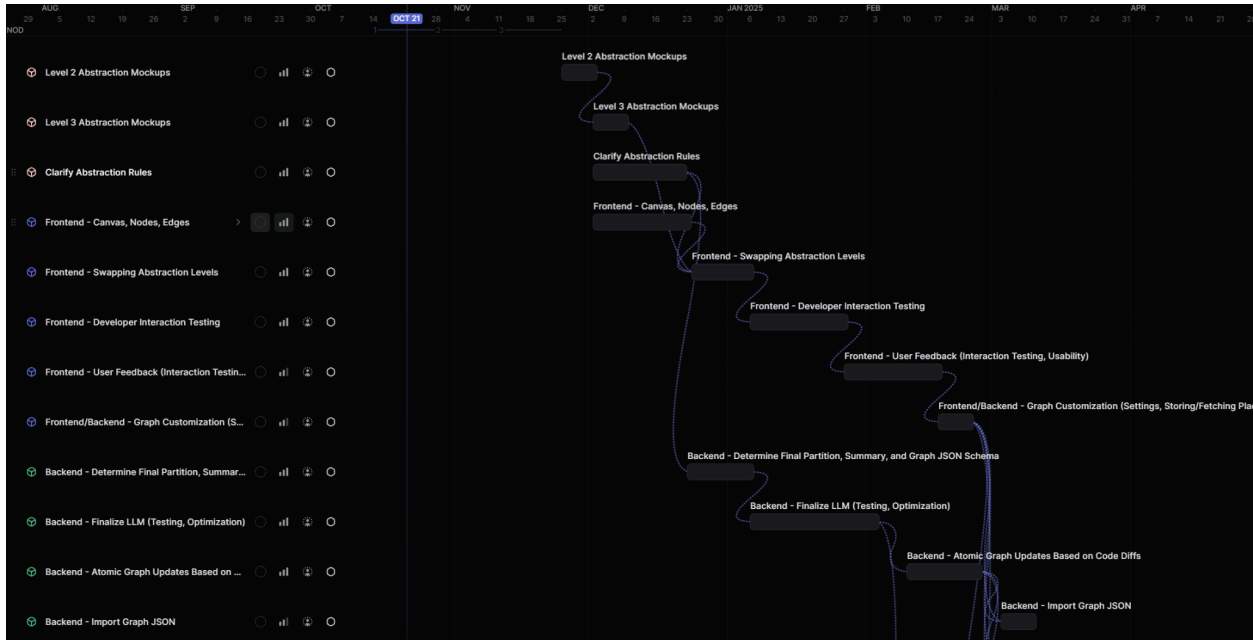 AUG SEP OCT NOV DEC JAN 2025 FEB MAR APR
29 5 12 19 26 2 9 16 23 30 7 14 OCT 21 28 4 11 18 25 2 9 16 23 30 6 13 20 27 3 10 17 24 3 10 17 24 31 7 14 21
NOD 1 2 3
Level 2 Abstraction Mockups
Level 2 Abstraction Mockups
Level 3 Abstraction Mockups
Level 3 Abstraction Mockups
Clarify Abstraction Rules
Clarify Abstraction Rules
Frontend - Canvas, Nodes, Edges
Frontend - Canvas, Nodes, Edges
Frontend - Swapping Abstraction Levels
Frontend - Swapping Abstraction Levels
Frontend - Developer Interaction Testing
Frontend - Developer Interaction Testing
Frontend - User Feedback (Interaction Testing, Usability)
Frontend - User Feedback (Interaction Testin...
Frontend/Backend - Graph Customization (Settings, Storing/Fetching Pla
Frontend/Backend - Graph Customization (S...
Backend - Determine Final Partition, Summary, and Graph JSON Schema
Backend - Determine Final Partition, Summar...
Backend - Finalize LLM (Testing, Optimization)
Backend - Finalize LLM (Testing, Optimization)
Backend - Atomic Graph Updates Based on Code Diffs
Backend - Atomic Graph Updates Based on ...
Backend - Import Graph JSON
Backend - Import Graph JSON